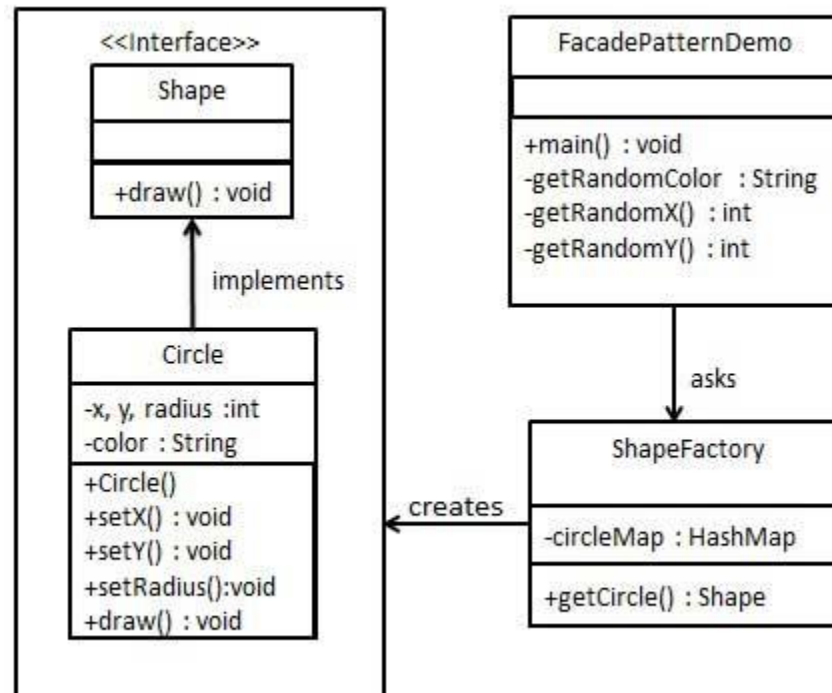 <<Interface>>
Shape
+draw() : void
implements
Circle
-x, y, radius :int
-color : String
+Circle()
+setX() : void
+setY() : void
+setRadius():void
+draw() : void
FacadePatternDemo
+main() : void
-getRandomColor : String
-getRandomX() : int
-getRandomY() : int
asks
ShapeFactory
-circleMap : HashMap
+getCircle() : Shape
creates